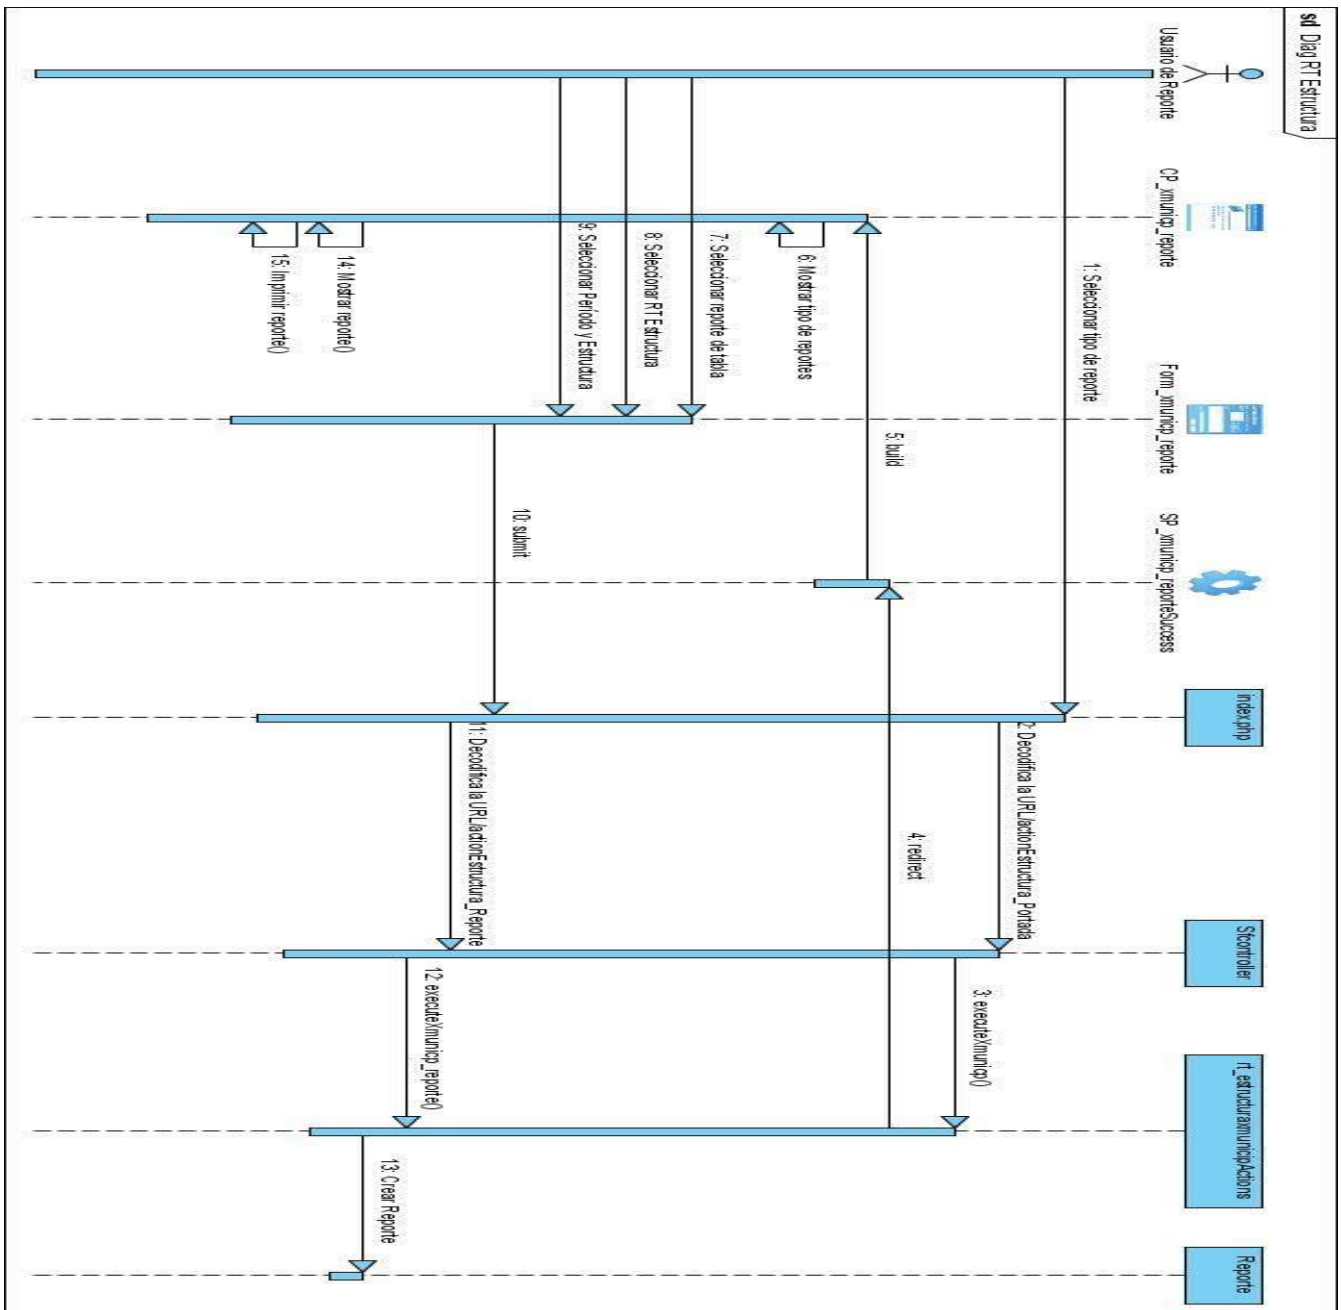 sd Diag RT Estructura
Usuario de Reporte
CP_xmunicp_reporte
Form_xmunicp_reporte
SP_xmunicp_reporteSuccess
index.php
Sfcontroller
rt_estructuraxmunicipActions
Reporte
1: Seleccionar tipo de reporte
2: Decodifica la URL/actionEstructura_Portada
3: executeXmunicp()
4: redirect
5: build
6: Mostrar tipo de reportes
7: Seleccionar reporte de tabla
8: Seleccionar RT Estructura
9: Seleccionar Período y Estructura
10: submit
11: Decodifica la URL/actionEstructura_Reporte
12: executeXmunicp_reporte()
13: Crear Reporte
14: Mostrar reporte()
15: Imprimir reporte()